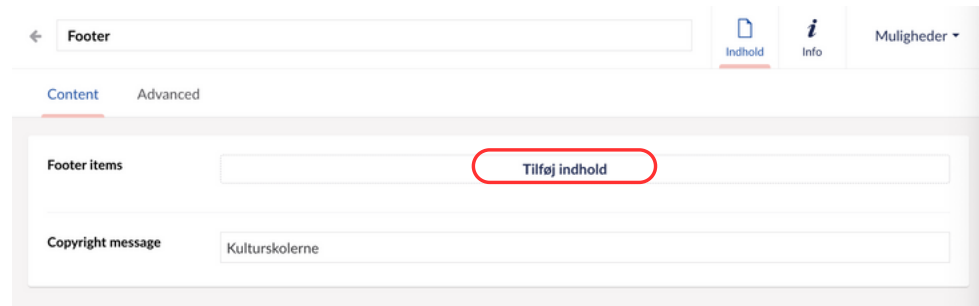 Footer
Indhold
Info
Muligheder
Content Advanced
Footer items
Tilføj indhold
Copyright message
Kulturskolerne